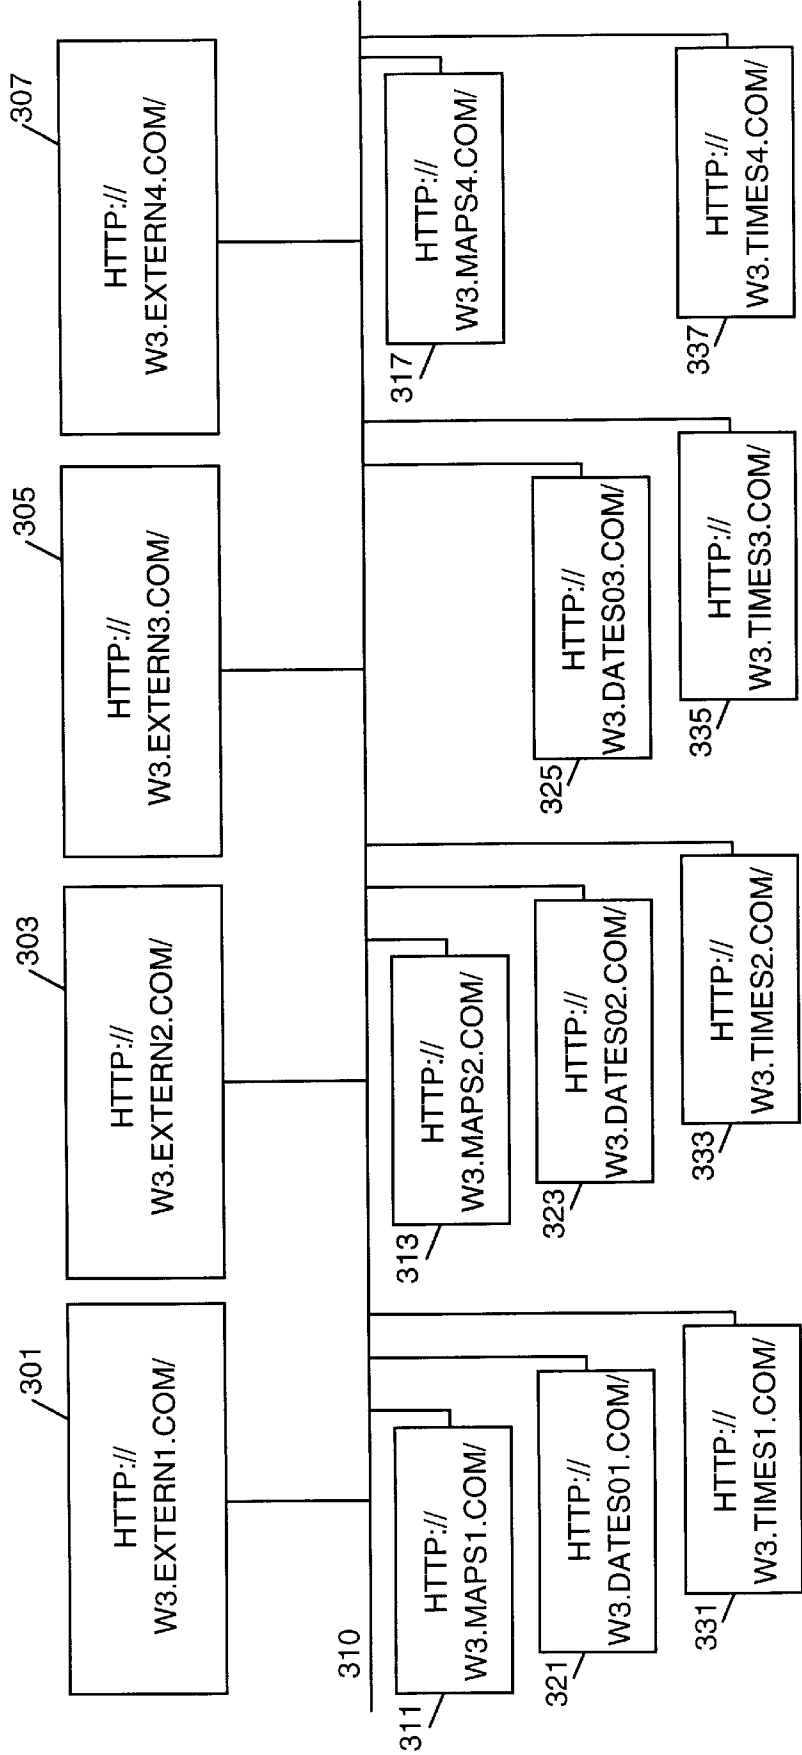 301
HTTP://
W3.EXTERN1.COM/
303
HTTP://
W3.EXTERN2.COM/
305
HTTP://
W3.EXTERN3.COM/
307
HTTP://
W3.EXTERN4.COM/
310
311
HTTP://
W3.MAPS1.COM/
313
HTTP://
W3.MAPS2.COM/
317
HTTP://
W3.MAPS4.COM/
321
HTTP://
W3.DATES01.COM/
323
HTTP://
W3.DATES02.COM/
325
HTTP://
W3.DATES03.COM/
331
HTTP://
W3.TIMES1.COM/
333
HTTP://
W3.TIMES2.COM/
335
HTTP://
W3.TIMES3.COM/
337
HTTP://
W3.TIMES4.COM/